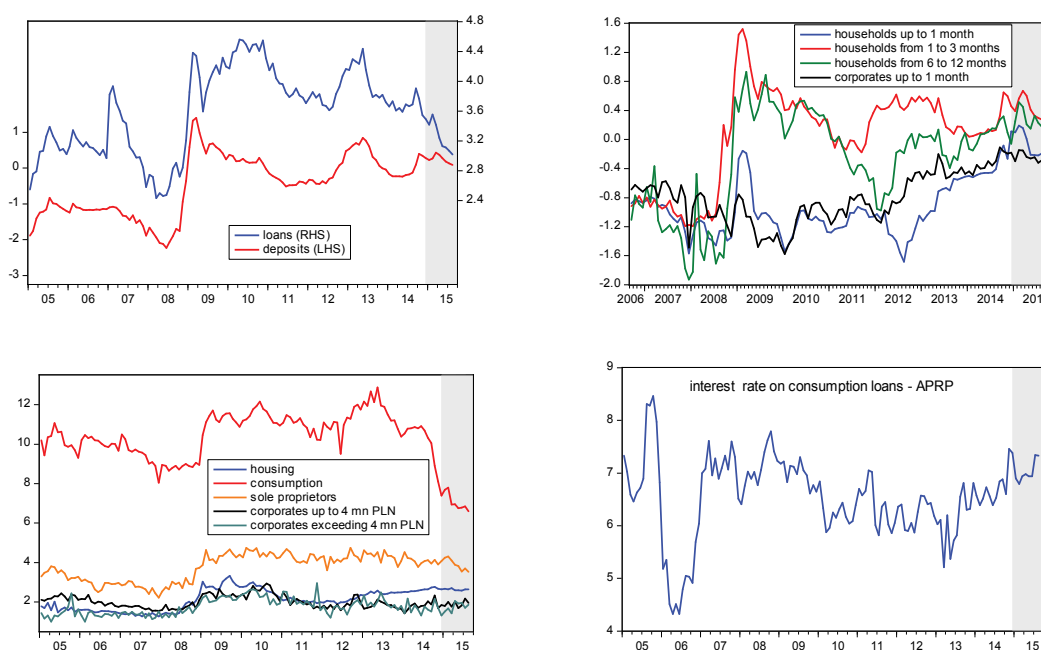 4.8
4.4
4.0
3.6
3.2
2.8
2.4
1
0
-1
-2
-3
loans (RHS)
deposits (LHS)
05 06 07 08 09 10 11 12 13 14 15
1.6
1.2
0.8
0.4
0.0
-0.4
-0.8
-1.2
-1.6
-2.0
households up to 1 month
households from 1 to 3 months
households from 6 to 12 months
corporates up to 1 month
2006 2007 2008 2009 2010 2011 2012 2013 2014
12
10
8
6
4
2
housing
consumption
sole proprietors
corporates up to 4 mn PLN
corporates exceeding 4 mn PLN
05 06 07 08 09 10 11 12 13 14 15
9
8
7
6
5
4
interest rate on consumption loans - APRP
05 06 07 08 09 10 11 12 13 14 15